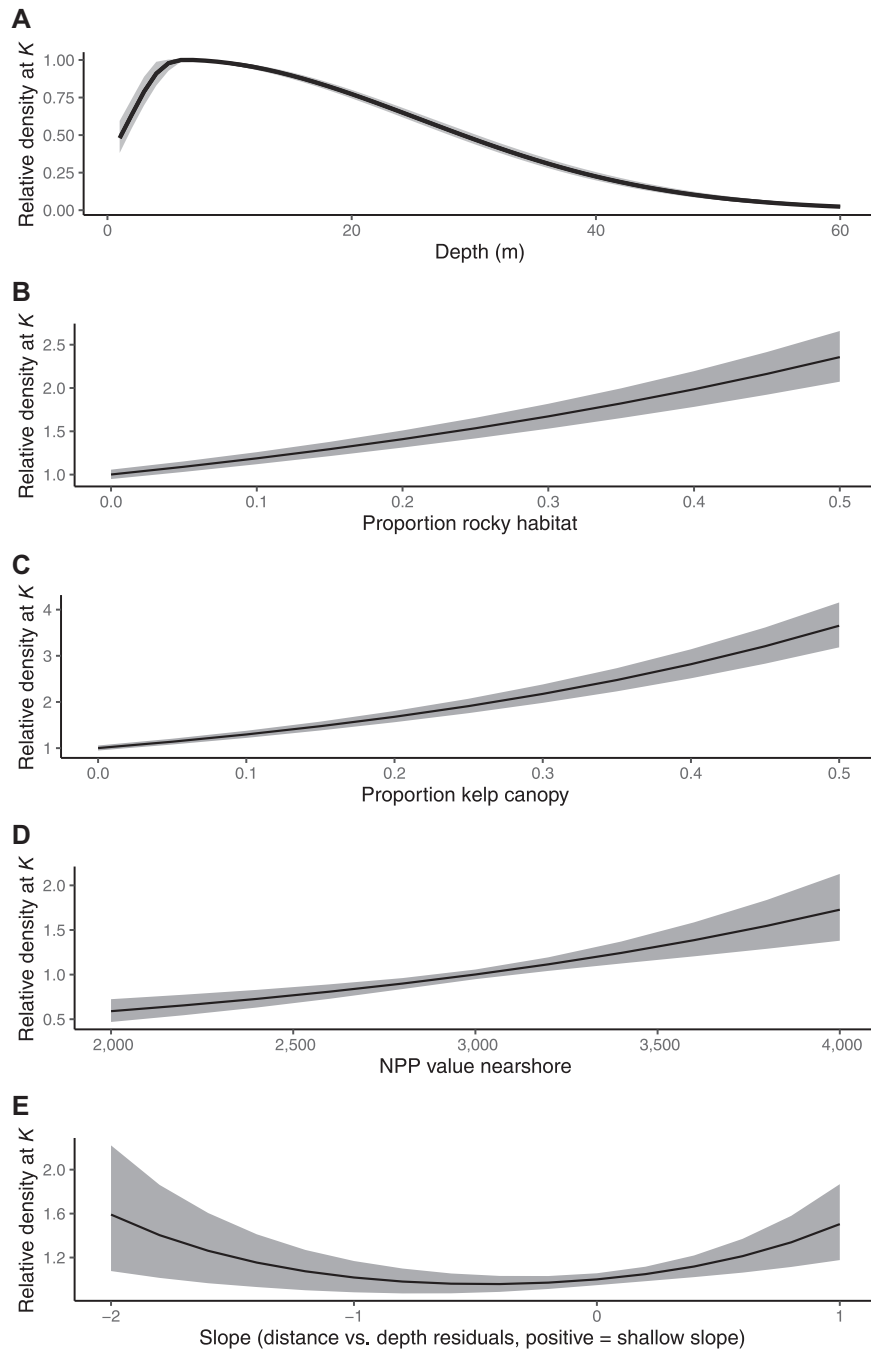 A
Relative density at K
1.00
0.75
0.50
0.25
0.00
0 20 40 60
Depth (m)
B
Relative density at K
2.5
2.0
1.5
1.0
0.0 0.1 0.2 0.3 0.4 0.5
Proportion rocky habitat
C
Relative density at K
4
3
2
1
0.0 0.1 0.2 0.3 0.4 0.5
Proportion kelp canopy
D
Relative density at K
2.0
1.5
1.0
0.5
2,000 2,500 3,000 3,500 4,000
NPP value nearshore
E
Relative density at K
2.0
1.6
1.2
−2 −1 0 1
Slope (distance vs. depth residuals, positive = shallow slope)